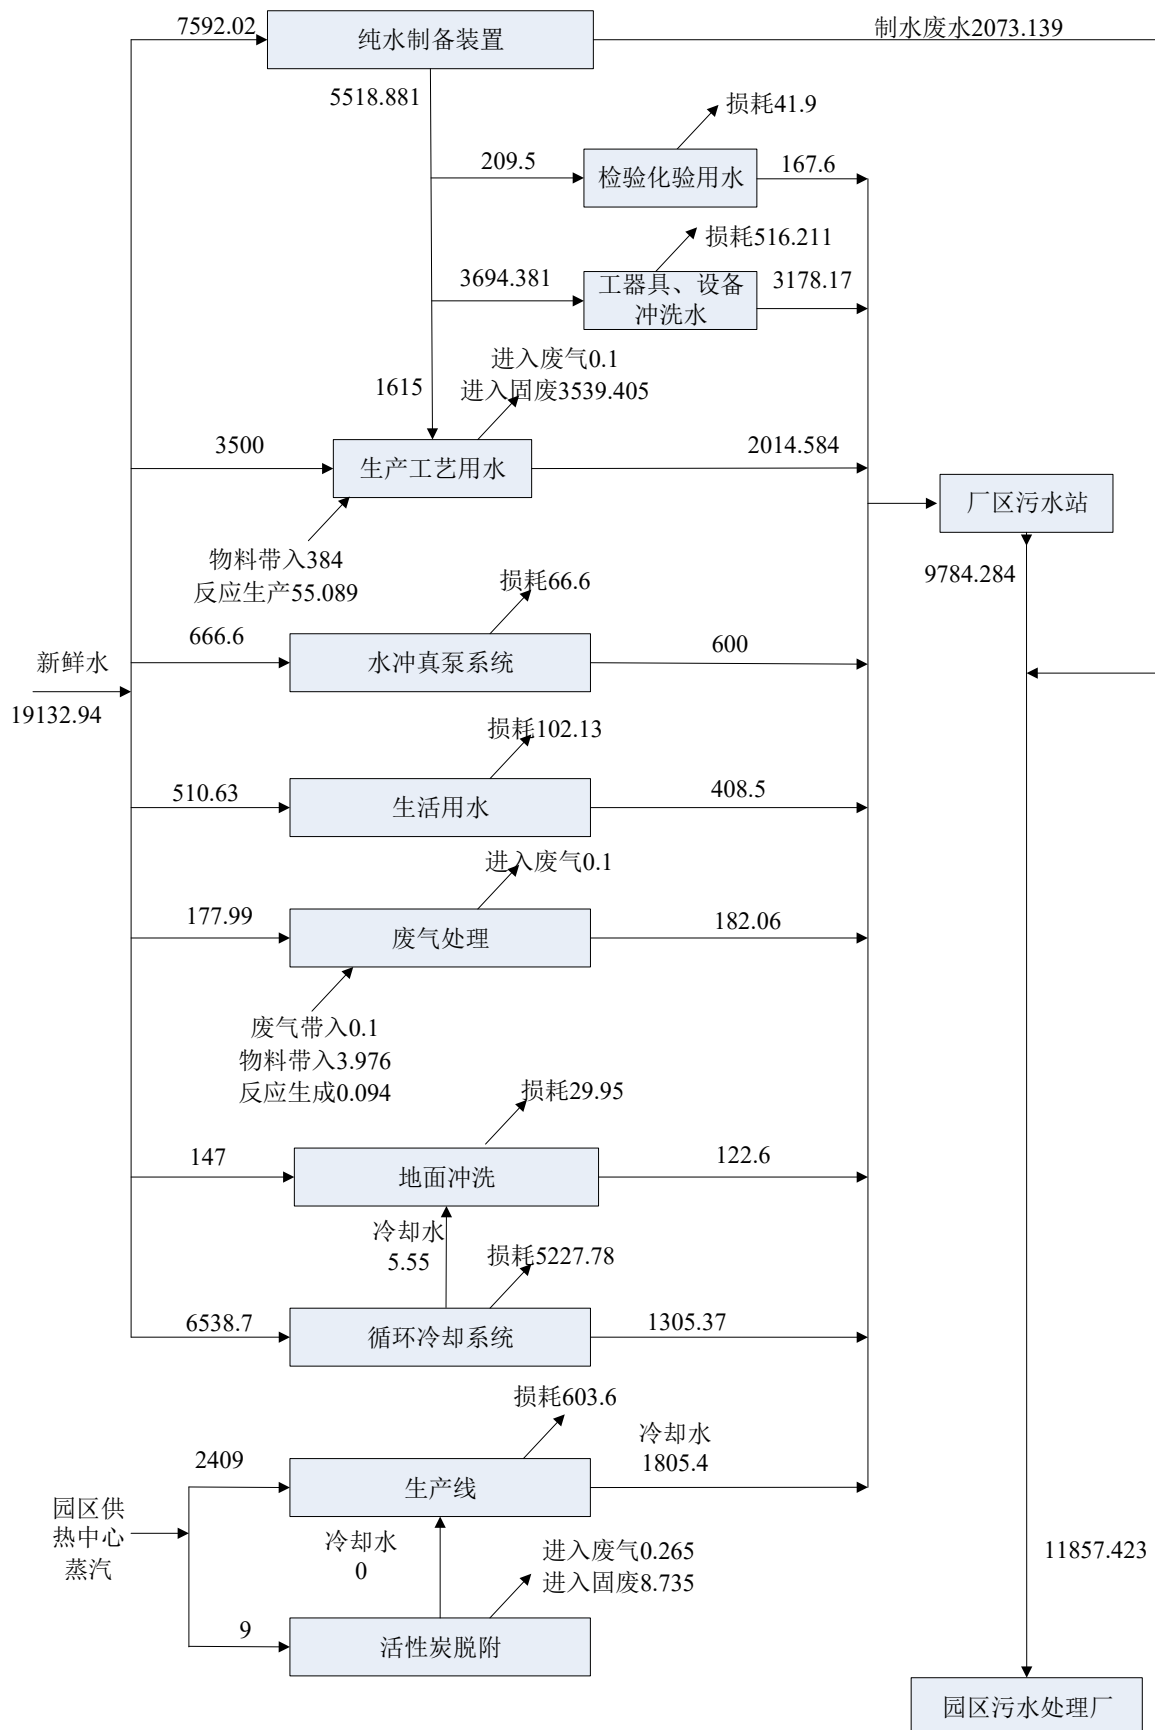 7592.02
纯水制备装置
制水废水2073.139
5518.881
损耗41.9
209.5
检验化验用水
167.6
损耗516.211
3694.381
工器具、设备
冲洗水
3178.17
进入废气0.1
进入固废3539.405
1615
3500
生产工艺用水
2014.584
厂区污水站
物料带入384
反应生产55.089
9784.284
损耗66.6
666.6
水冲真泵系统
600
新鲜水
19132.94
损耗102.13
510.63
生活用水
408.5
进入废气0.1
177.99
废气处理
182.06
废气带入0.1
物料带入3.976
反应生成0.094
损耗29.95
147
地面冲洗
122.6
冷却水
5.55
损耗5227.78
6538.7
循环冷却系统
1305.37
损耗603.6
2409
生产线
冷却水
1805.4
园区供
热中心
蒸汽
冷却水
0
进入废气0.265
进入固废8.735
11857.423
9
活性炭脱附
园区污水处理厂